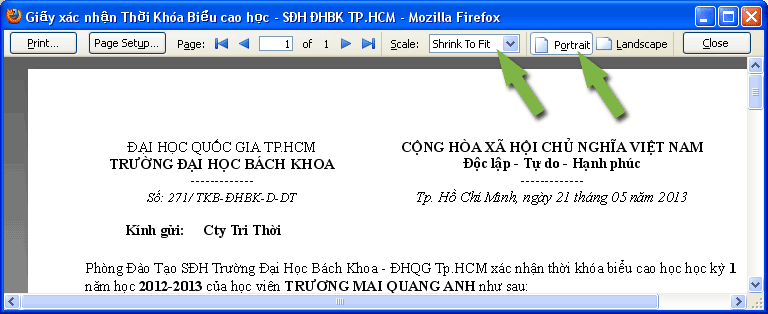 Giấy xác nhận Thời Khóa Biểu cao học - SĐH ĐHBK TP.HCM - Mozilla Firefox
Print... Page Setup... Page: 1 of 1 Scale: Shrink To Fit Portrait Landscape Close
ĐẠI HỌC QUỐC GIA TP.HCM CỘNG HÒA XÃ HỘI CHỦ NGHĨA VIỆT NAM
TRƯỜNG ĐẠI HỌC BÁCH KHOA Độc lập - Tự do - Hạnh phúc
------------- -------------
Số: 271/TKB-ĐHBK-D-DT Tp. Hồ Chí Minh, ngày 21 tháng 05 năm 2013
Kính gửi: Cty Tri Thời
Phòng Đào Tạo SĐH Trường Đại Học Bách Khoa - ĐHQG Tp.HCM xác nhận thời khóa biểu cao học học kỳ 1
năm học 2012-2013 của học viên TRƯƠNG MAI QUANG ANH như sau: